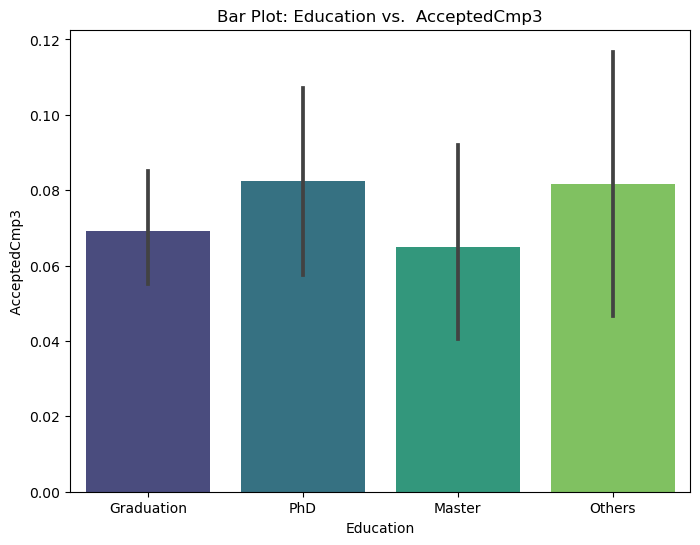 Bar Plot: Education vs.  AcceptedCmp3
0.12
0.10
0.08
0.06
0.04
0.02
0.00
AcceptedCmp3
Graduation PhD Master Others
Education